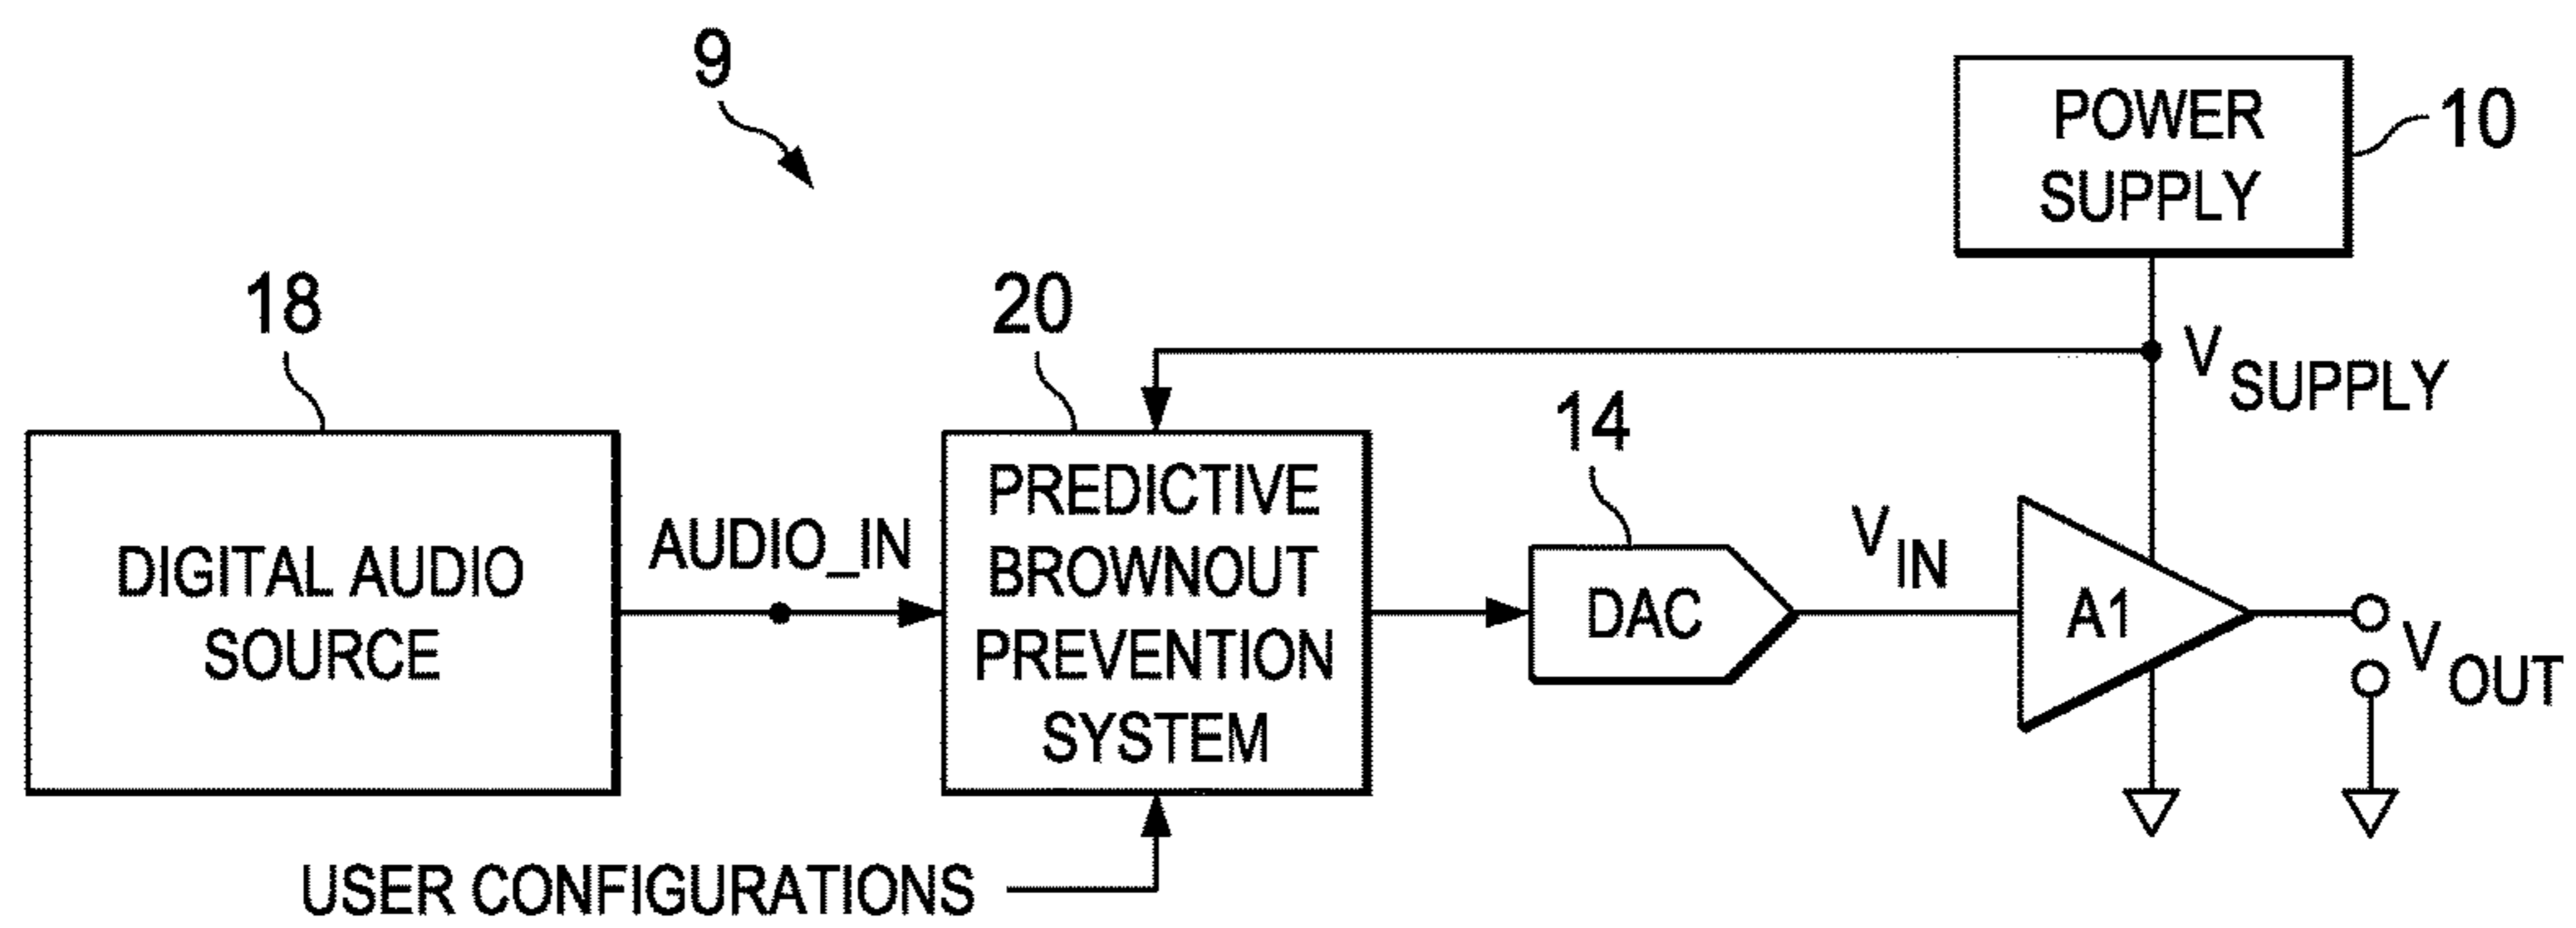 9
POWER
SUPPLY
10
18
20
V SUPPLY
14
DIGITAL AUDIO
SOURCE
AUDIO_IN
PREDICTIVE
BROWNOUT
PREVENTION
SYSTEM
DAC
V IN
A1
V OUT
USER CONFIGURATIONS